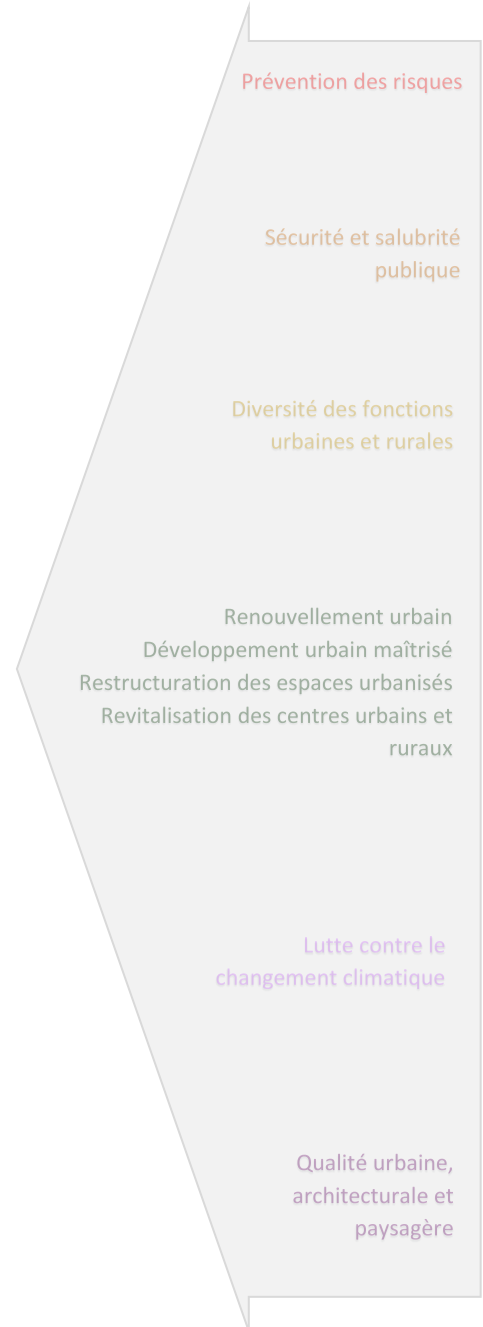 Prévention des risques
Sécurité et salubrité
publique
Diversité des fonctions
urbaines et rurales
Renouvellement urbain
Développement urbain maîtrisé
Restructuration des espaces urbanisés
Revitalisation des centres urbains et
ruraux
Lutte contre le
changement climatique
Qualité urbaine,
architecturale et
paysagère